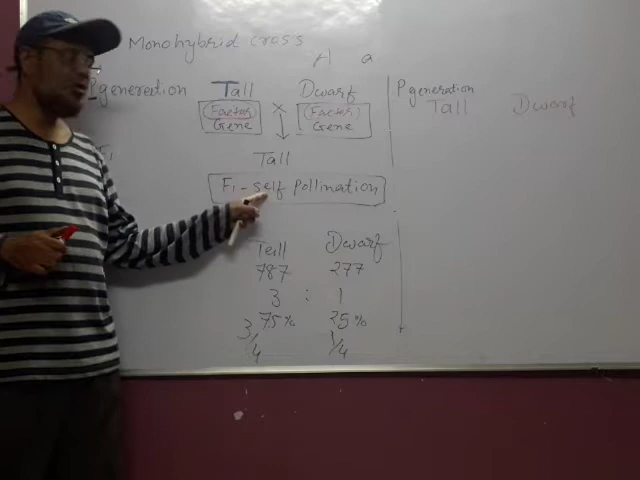 Monohybrid cross
A a
P generation Tall Dwarf
(Factor) × (Factor)
Gene Gene
F1
Tall
F1 - self Pollination
Tall Dwarf
787 277
3 : 1
75% 25%
3/4 1/4
P generation
Tall Dwarf